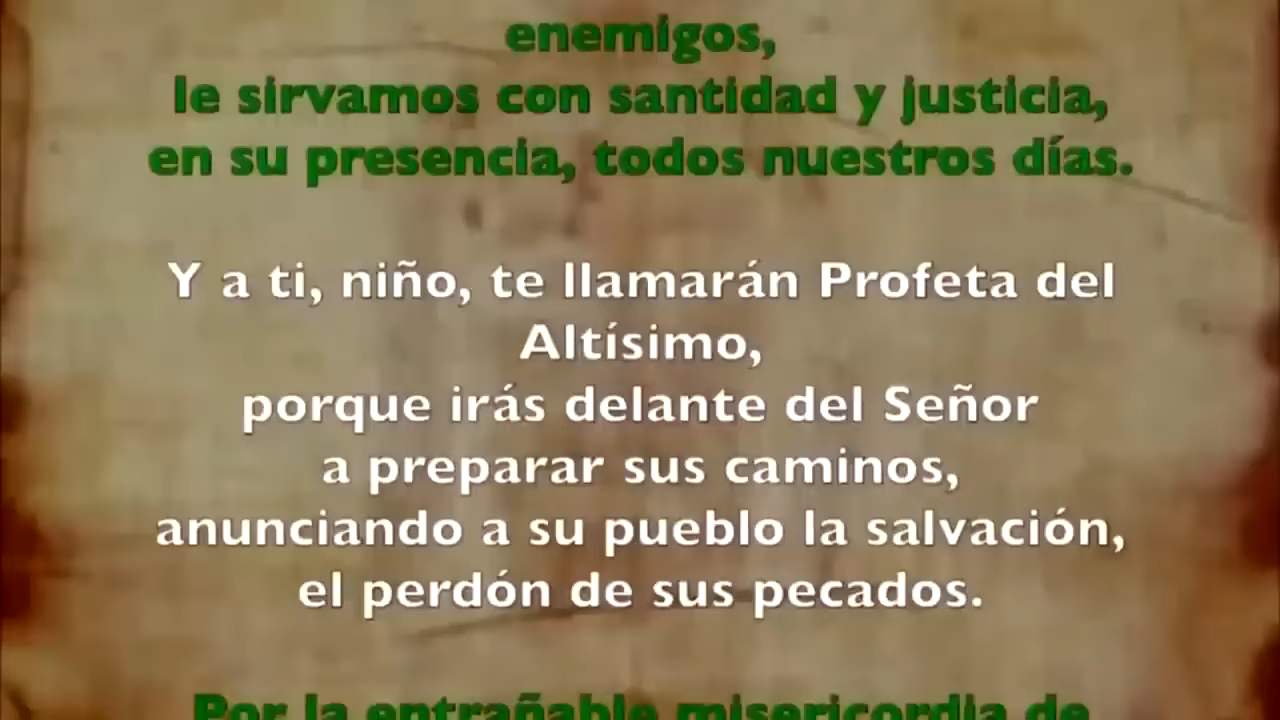 enemigos,
le sirvamos con santidad y justicia,
en su presencia, todos nuestros días.
Y a ti, niño, te llamarán Profeta del
Altísimo,
porque irás delante del Señor
a preparar sus caminos,
anunciando a su pueblo la salvación,
el perdón de sus pecados.
Por la entrañable misericordia de